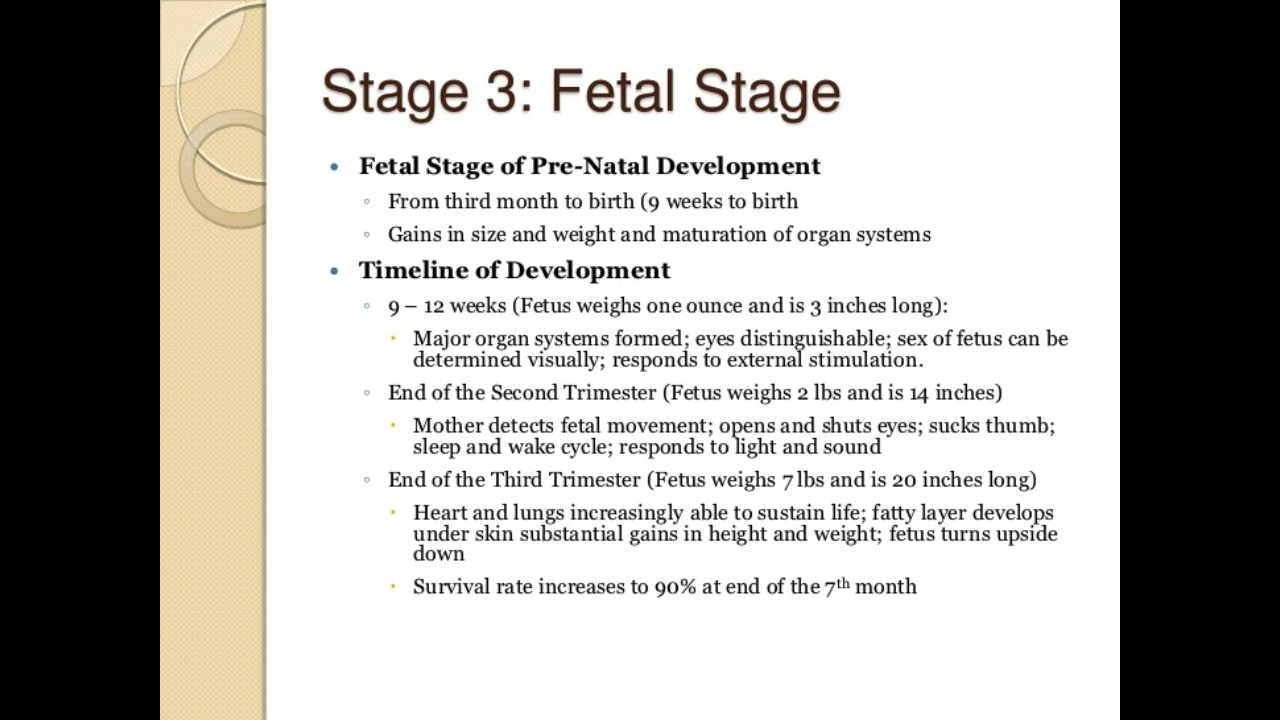 Stage 3: Fetal Stage
• Fetal Stage of Pre-Natal Development
◦ From third month to birth (9 weeks to birth
◦ Gains in size and weight and maturation of organ systems
• Timeline of Development
◦ 9 – 12 weeks (Fetus weighs one ounce and is 3 inches long):
▪ Major organ systems formed; eyes distinguishable; sex of fetus can be
determined visually; responds to external stimulation.
◦ End of the Second Trimester (Fetus weighs 2 lbs and is 14 inches)
▪ Mother detects fetal movement; opens and shuts eyes; sucks thumb;
sleep and wake cycle; responds to light and sound
◦ End of the Third Trimester (Fetus weighs 7 lbs and is 20 inches long)
▪ Heart and lungs increasingly able to sustain life; fatty layer develops
under skin substantial gains in height and weight; fetus turns upside
down
▪ Survival rate increases to 90% at end of the 7th month